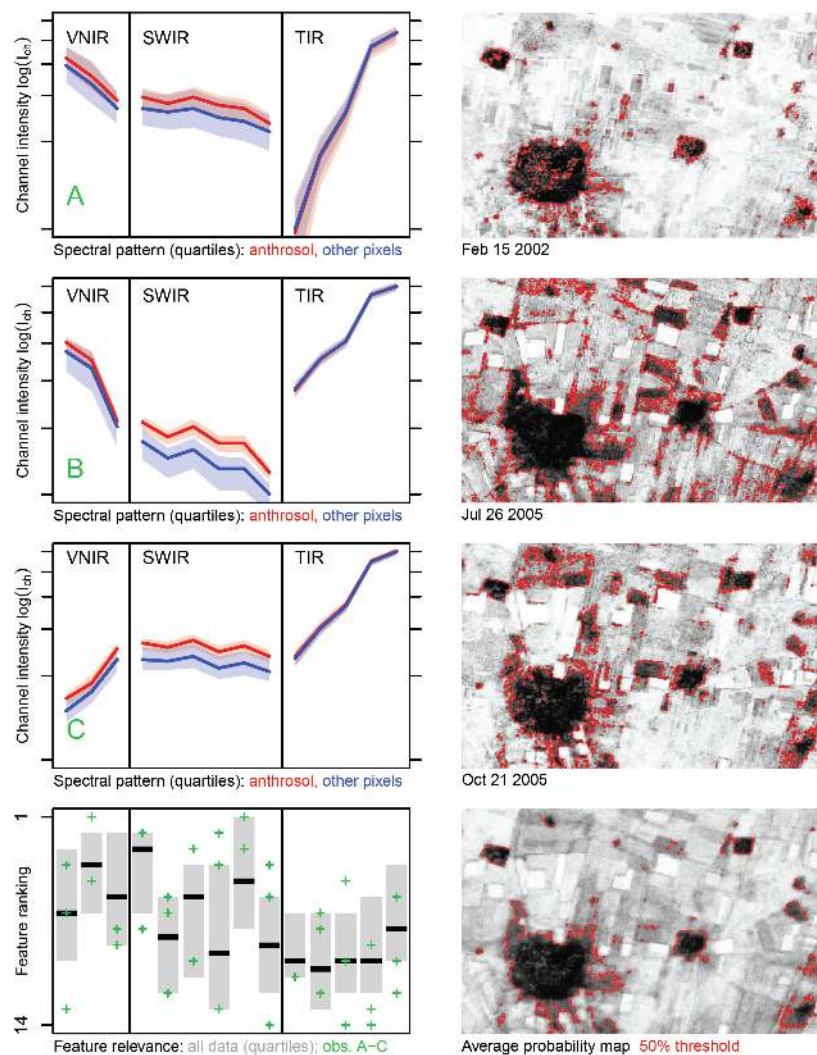 VNIR SWIR TIR
Channel intensity log(I_ch)
A
Spectral pattern (quartiles): anthrosol, other pixels
Feb 15 2002
VNIR SWIR TIR
Channel intensity log(I_ch)
B
Spectral pattern (quartiles): anthrosol, other pixels
Jul 26 2005
VNIR SWIR TIR
Channel intensity log(I_ch)
C
Spectral pattern (quartiles): anthrosol, other pixels
Oct 21 2005
1
Feature ranking
14
Feature relevance: all data (quartiles); obs. A-C
Average probability map 50% threshold